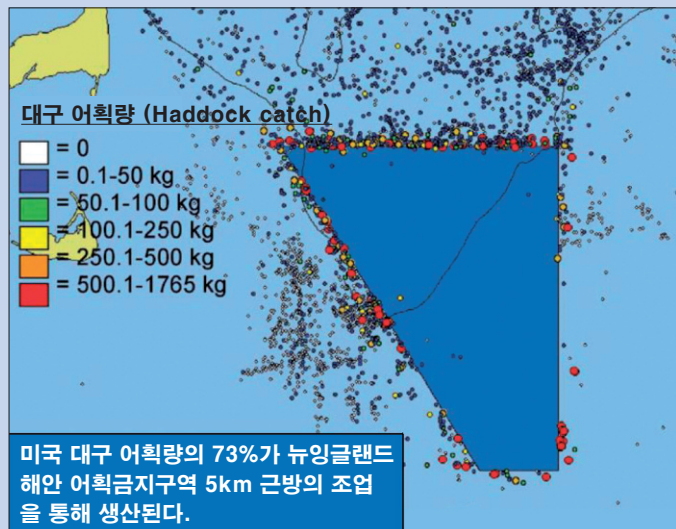 대구 어획량 (Haddock catch)
= 0
= 0.1-50 kg
= 50.1-100 kg
= 100.1-250 kg
= 250.1-500 kg
= 500.1-1765 kg
미국 대구 어획량의 73%가 뉴잉글랜드
해안 어획금지구역 5km 근방의 조업
을 통해 생산된다.